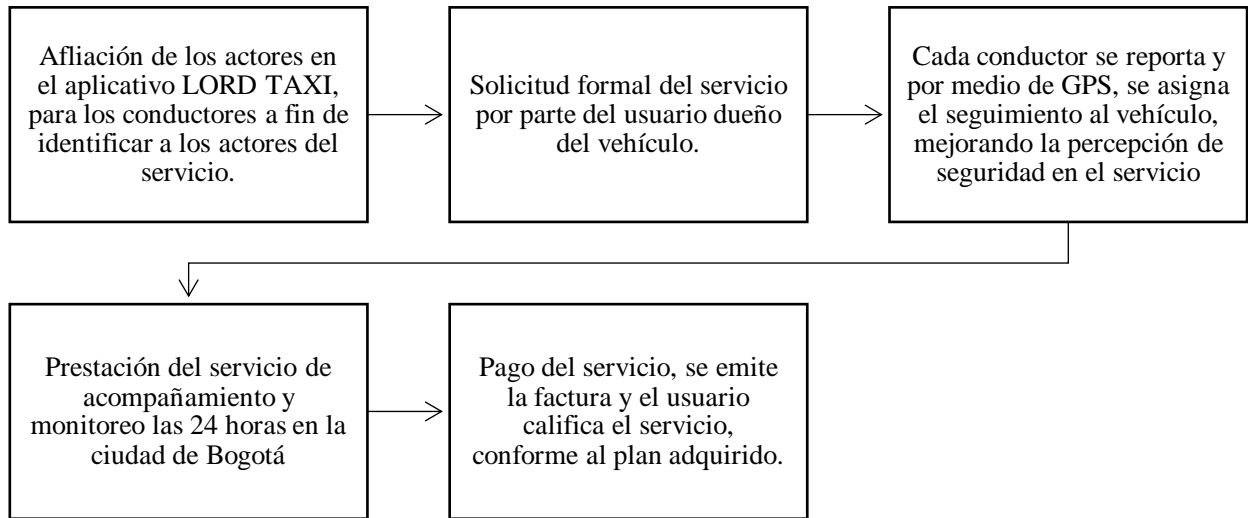 Afliación de los actores en
el aplicativo LORD TAXI,
para los conductores a fin de
identificar a los actores del
servicio.
Solicitud formal del servicio
por parte del usuario dueño
del vehículo.
Cada conductor se reporta y
por medio de GPS, se asigna
el seguimiento al vehículo,
mejorando la percepción de
seguridad en el servicio
Prestación del servicio de
acompañamiento y
monitoreo las 24 horas en la
ciudad de Bogotá
Pago del servicio, se emite
la factura y el usuario
califica el servicio,
conforme al plan adquirido.